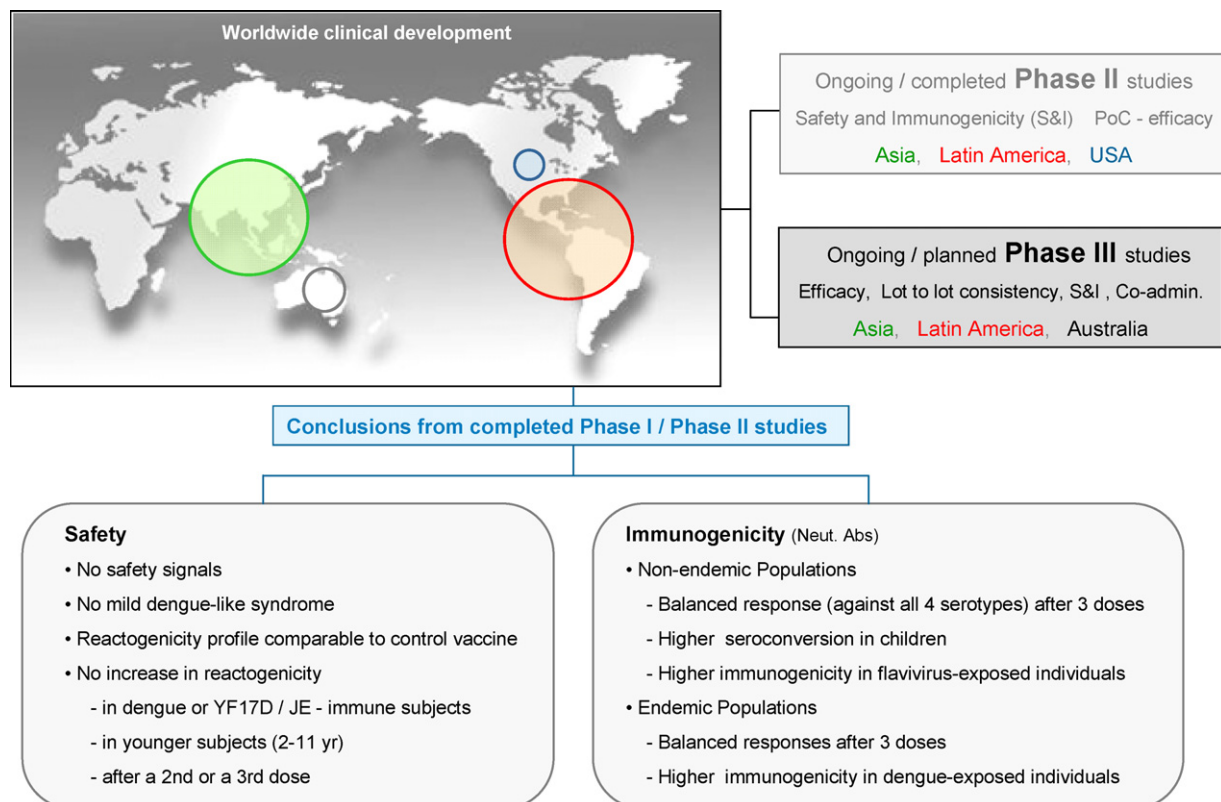 Worldwide clinical development
Ongoing / completed Phase II studies
Safety and Immunogenicity (S&I) PoC - efficacy
Asia, Latin America, USA
Ongoing / planned Phase III studies
Efficacy, Lot to lot consistency, S&I , Co-admin.
Asia, Latin America, Australia
Conclusions from completed Phase I / Phase II studies
Safety
• No safety signals
• No mild dengue-like syndrome
• Reactogenicity profile comparable to control vaccine
• No increase in reactogenicity
- in dengue or YF17D / JE - immune subjects
- in younger subjects (2-11 yr)
- after a 2nd or a 3rd dose
Immunogenicity (Neut. Abs)
• Non-endemic Populations
- Balanced response (against all 4 serotypes) after 3 doses
- Higher seroconversion in children
- Higher immunogenicity in flavivirus-exposed individuals
• Endemic Populations
- Balanced responses after 3 doses
- Higher immunogenicity in dengue-exposed individuals